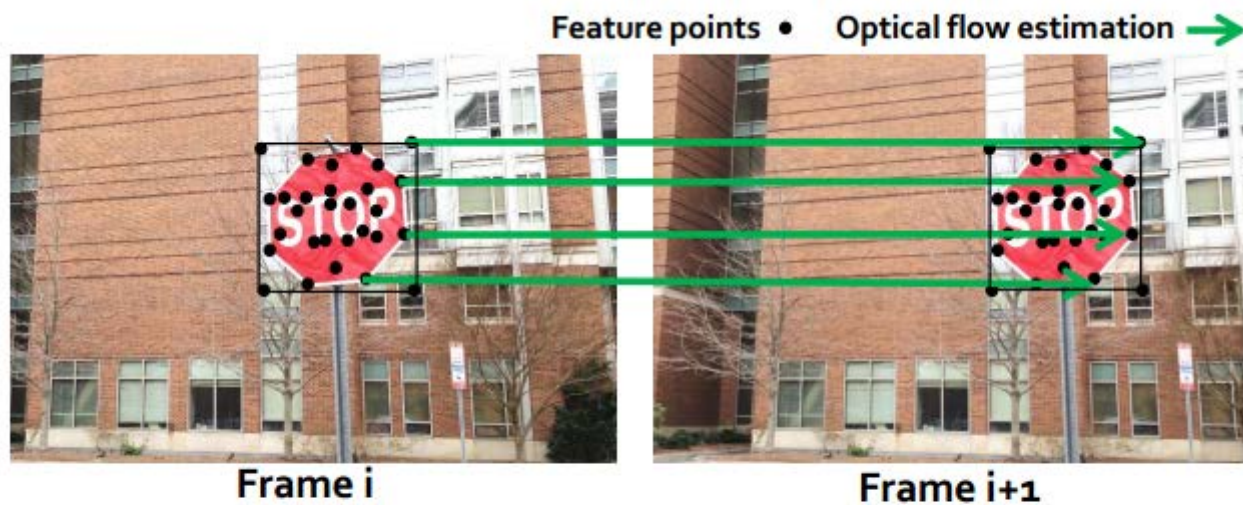 Feature points • Optical flow estimation →
STOP
STOP
Frame i
Frame i+1